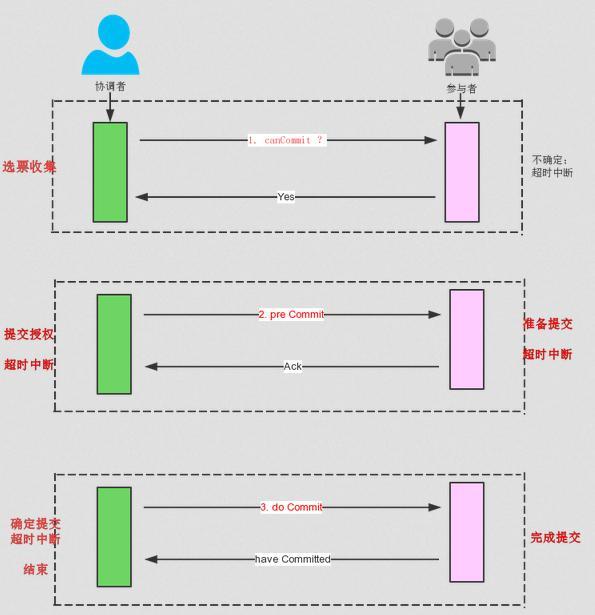 协调者
参与者
选票收集
1. canCommit ?
不确定:
超时中断
Yes
提交授权
超时中断
2. pre Commit
准备提交
超时中断
Ack
确定提交
超时中断
结束
3. do Commit
完成提交
have Committed